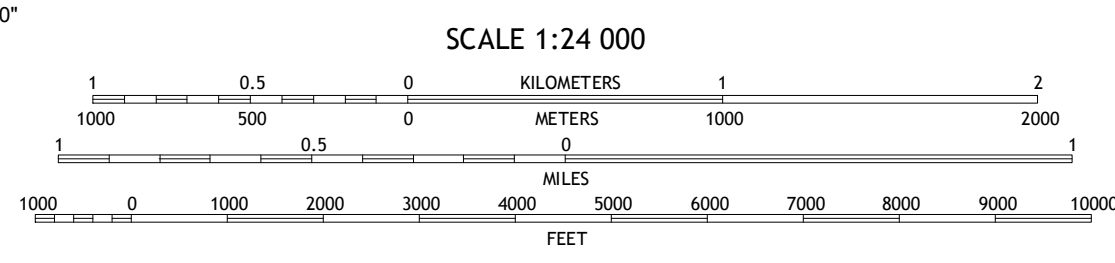 0"
SCALE 1:24 000
1 0.5 0 KILOMETERS 1 2
1000 500 0 METERS 1000 2000
1 0.5 0 1
MILES
1000 0 1000 2000 3000 4000 5000 6000 7000 8000 9000 10000
FEET